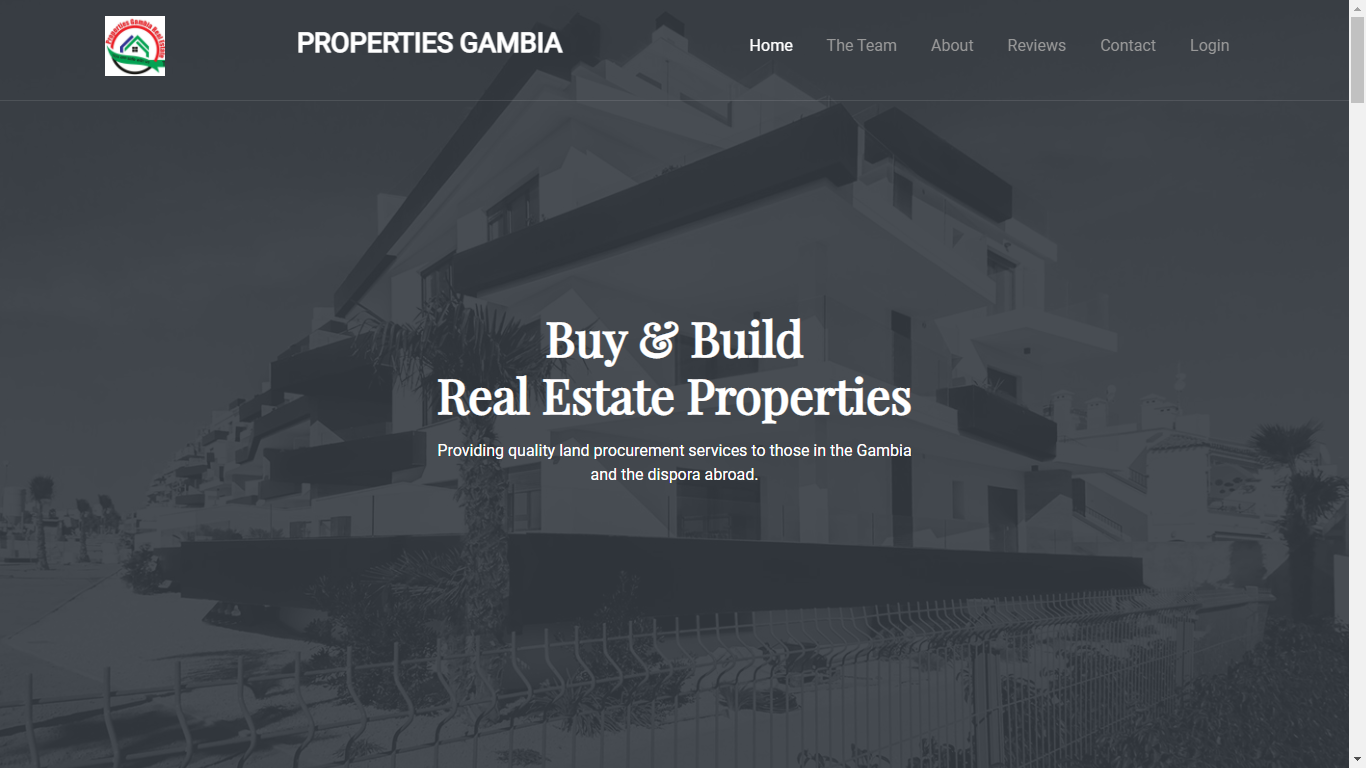 Properties Gambia Real Estate
PROPERTIES GAMBIA
Home
The Team
About
Reviews
Contact
Login
Buy & Build
Real Estate Properties
Providing quality land procurement services to those in the Gambia
and the dispora abroad.